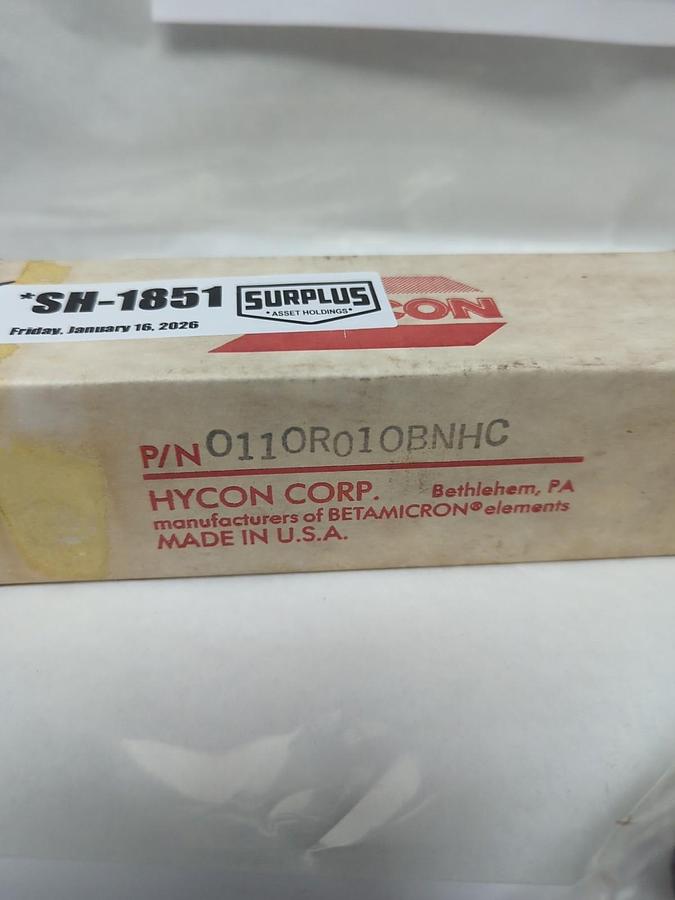 *SH-1851
SURPLUS
• ASSET HOLDINGS •
Friday, January 16, 2026
CON
P/N 0110R010BNHC
HYCON CORP. Bethlehem, PA
manufacturers of BETAMICRON® elements
MADE IN U.S.A.